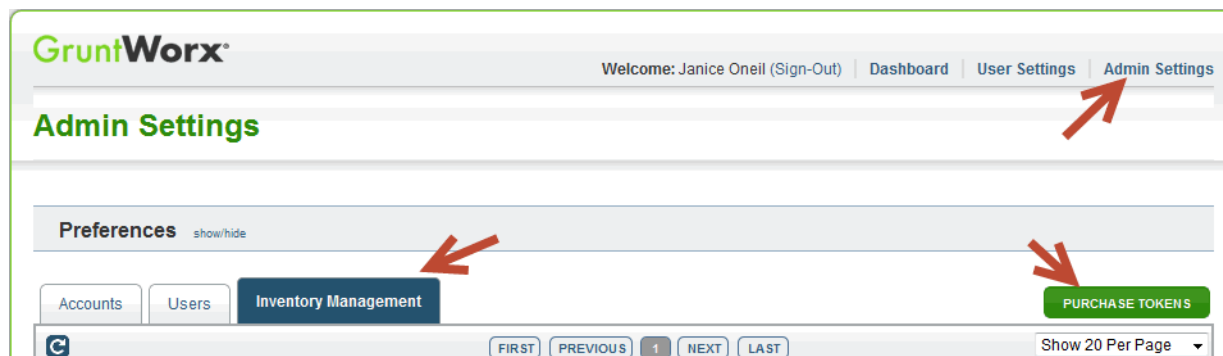 GruntWorx®
Welcome: Janice Oneil (Sign-Out) Dashboard User Settings Admin Settings
Admin Settings
Preferences show/hide
Accounts Users Inventory Management PURCHASE TOKENS
FIRST PREVIOUS 1 NEXT LAST Show 20 Per Page